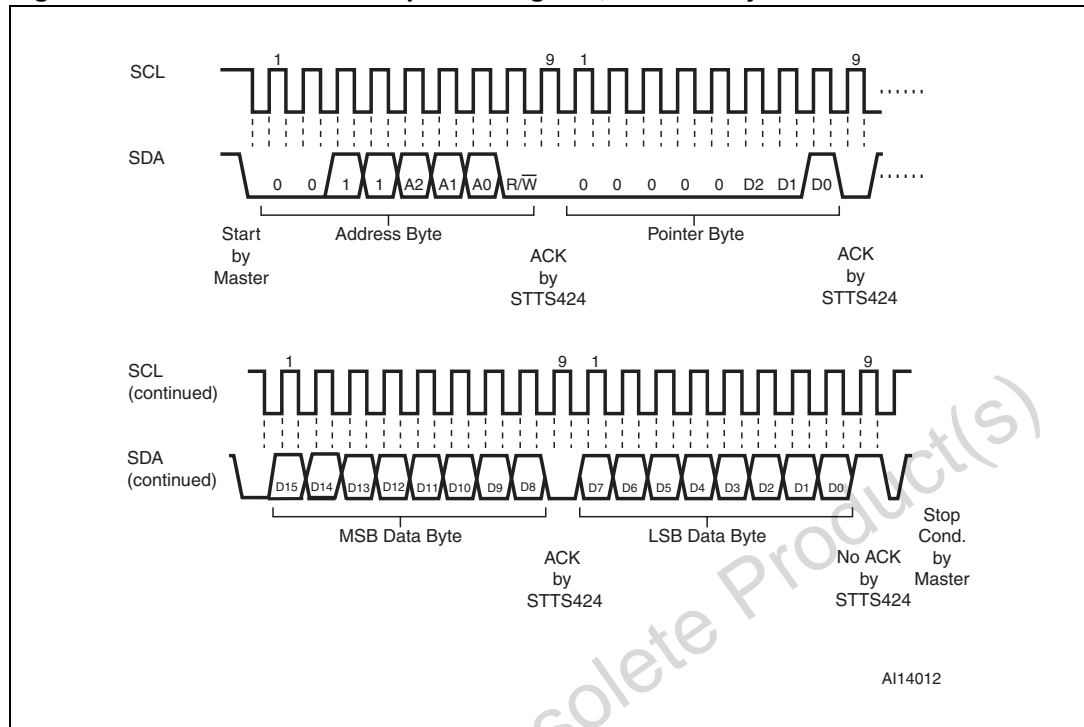 SCL 1 9 1 9 ......
SDA 0 0 1 1 A2 A1 A0 R/W̅ 0 0 0 0 0 D2 D1 D0 ......
Address Byte Pointer Byte
Start
by
Master
ACK
by
STTS424
ACK
by
STTS424
SCL
(continued)
1 9 1 9
SDA
(continued)
D15 D14 D13 D12 D11 D10 D9 D8 D7 D6 D5 D4 D3 D2 D1 D0
MSB Data Byte LSB Data Byte
ACK
by
STTS424
No ACK
by
STTS424
Stop
Cond.
by
Master
AI14012
solete Product(s)